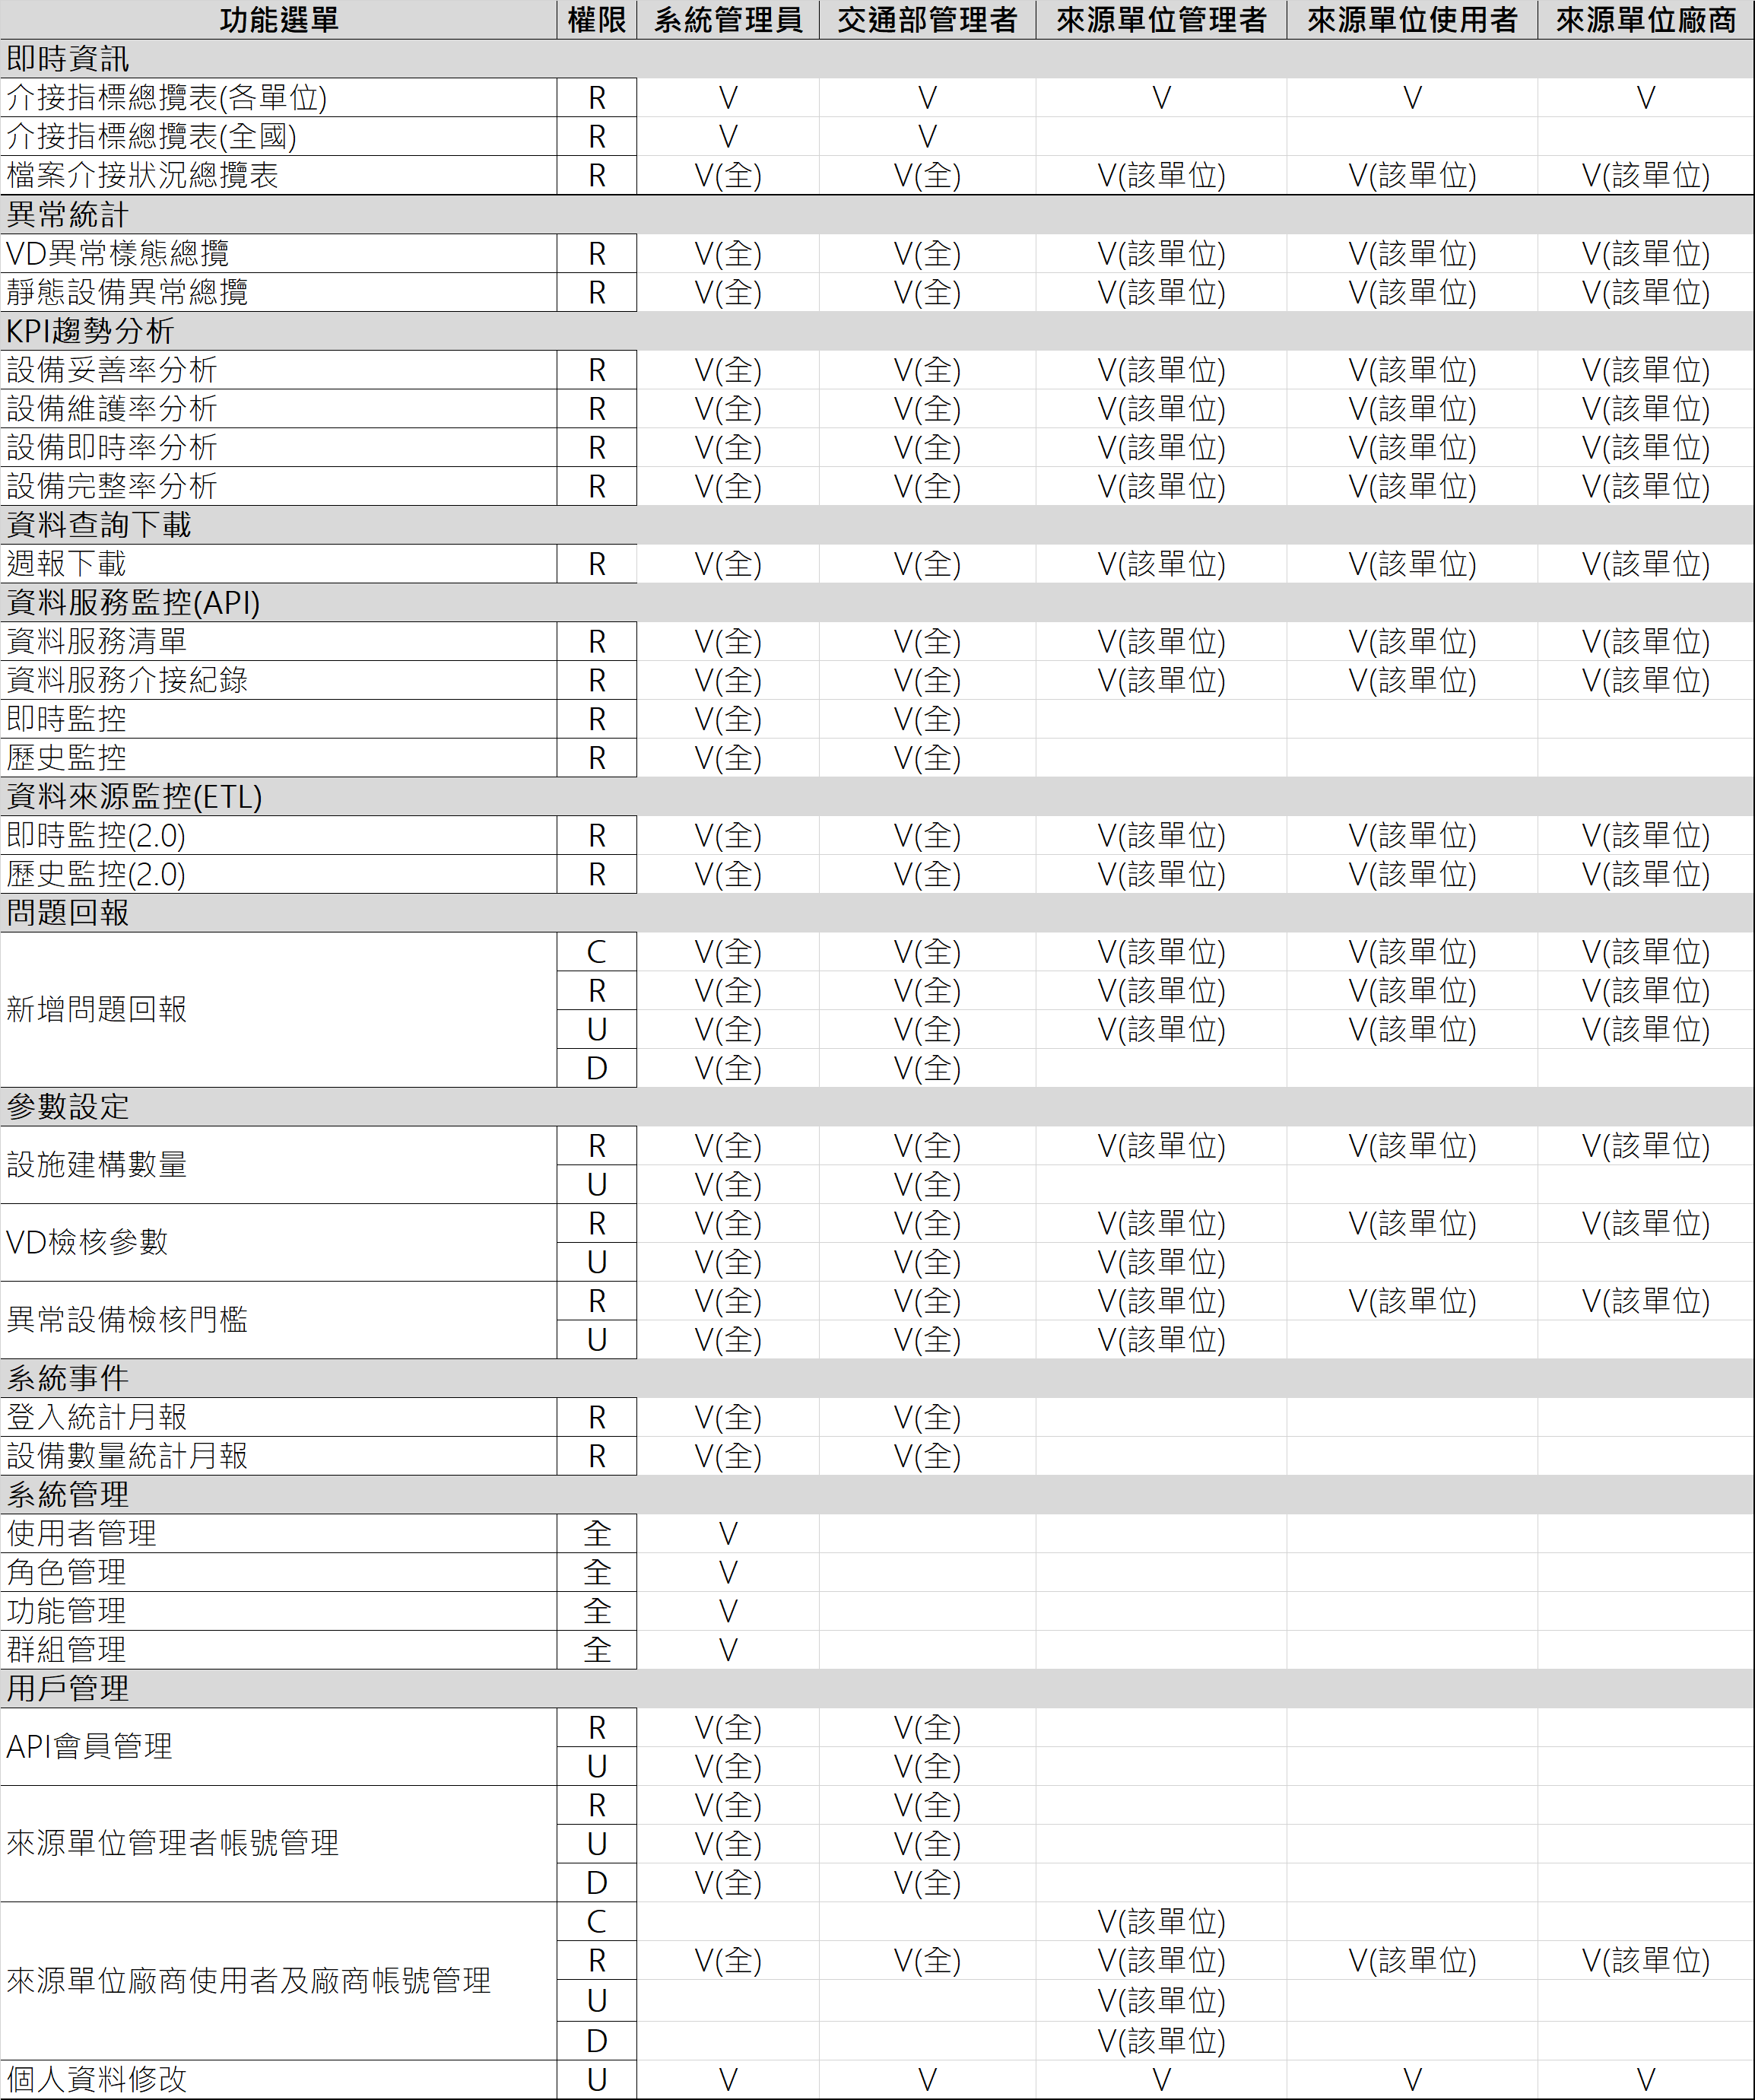 功能選單 權限 系統管理員 交通部管理者 來源單位管理者 來源單位使用者 來源單位廠商
即時資訊
介接指標總攬表(各單位) R V V V V V
介接指標總攬表(全國) R V V
檔案介接狀況總攬表 R V(全) V(全) V(該單位) V(該單位) V(該單位)
異常統計
VD異常樣態總攬 R V(全) V(全) V(該單位) V(該單位) V(該單位)
靜態設備異常總攬 R V(全) V(全) V(該單位) V(該單位) V(該單位)
KPI趨勢分析
設備妥善率分析 R V(全) V(全) V(該單位) V(該單位) V(該單位)
設備維護率分析 R V(全) V(全) V(該單位) V(該單位) V(該單位)
設備即時率分析 R V(全) V(全) V(該單位) V(該單位) V(該單位)
設備完整率分析 R V(全) V(全) V(該單位) V(該單位) V(該單位)
資料查詢下載
週報下載 R V(全) V(全) V(該單位) V(該單位) V(該單位)
資料服務監控(API)
資料服務清單 R V(全) V(全) V(該單位) V(該單位) V(該單位)
資料服務介接紀錄 R V(全) V(全) V(該單位) V(該單位) V(該單位)
即時監控 R V(全) V(全)
歷史監控 R V(全) V(全)
資料來源監控(ETL)
即時監控(2.0) R V(全) V(全) V(該單位) V(該單位) V(該單位)
歷史監控(2.0) R V(全) V(全) V(該單位) V(該單位) V(該單位)
問題回報
新增問題回報 C V(全) V(全) V(該單位) V(該單位) V(該單位)
R V(全) V(全) V(該單位) V(該單位) V(該單位)
U V(全) V(全) V(該單位) V(該單位) V(該單位)
D V(全) V(全)
參數設定
設施建構數量 R V(全) V(全) V(該單位) V(該單位) V(該單位)
U V(全) V(全)
VD檢核參數 R V(全) V(全) V(該單位) V(該單位) V(該單位)
U V(全) V(全) V(該單位)
異常設備檢核門檻 R V(全) V(全) V(該單位) V(該單位) V(該單位)
U V(全) V(全) V(該單位)
系統事件
登入統計月報 R V(全) V(全)
設備數量統計月報 R V(全) V(全)
系統管理
使用者管理 全 V
角色管理 全 V
功能管理 全 V
群組管理 全 V
用戶管理
API會員管理 R V(全) V(全)
U V(全) V(全)
來源單位管理者帳號管理 R V(全) V(全)
U V(全) V(全)
D V(全) V(全)
來源單位廠商使用者及廠商帳號管理 C V(該單位)
R V(全) V(全) V(該單位) V(該單位) V(該單位)
U V(該單位)
D V(該單位)
個人資料修改 U V V V V V